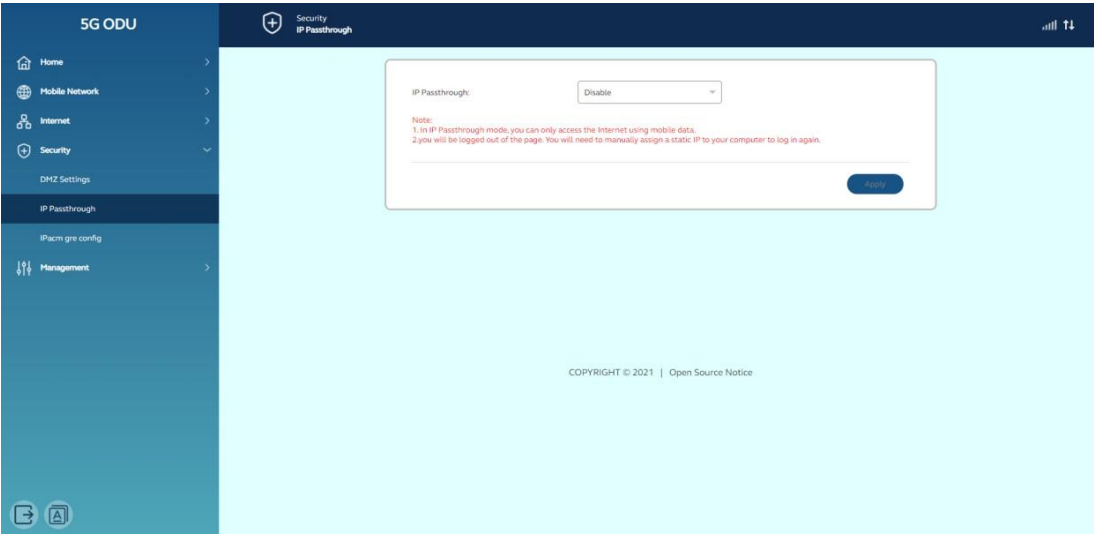 5G ODU
Security
IP Passthrough
Home
Mobile Network
Internet
Security
DMZ Settings
IP Passthrough
IPacm gre config
Management
IP Passthrough:
Disable
Note:
1. In IP Passthrough mode, you can only access the Internet using mobile data.
2.you will be logged out of the page. You will need to manually assign a static IP to your computer to log in again.
Apply
COPYRIGHT © 2021 | Open Source Notice
A